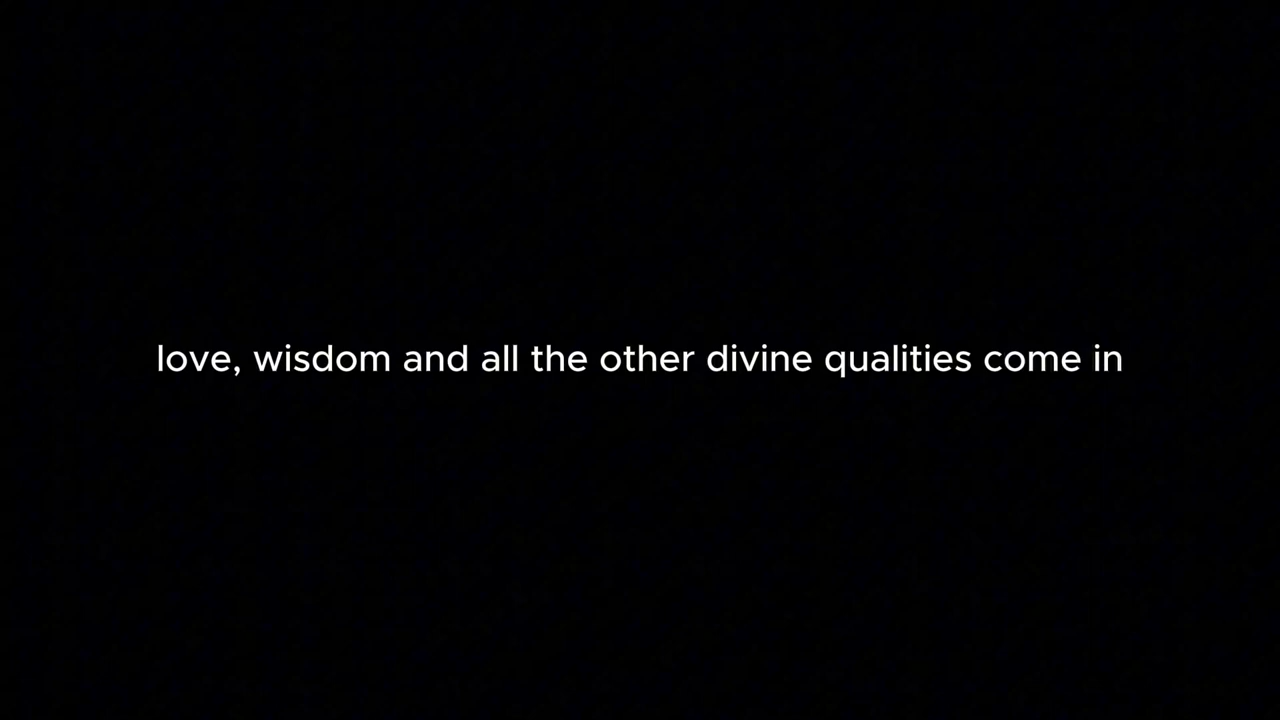 love, wisdom and all the other divine qualities come in